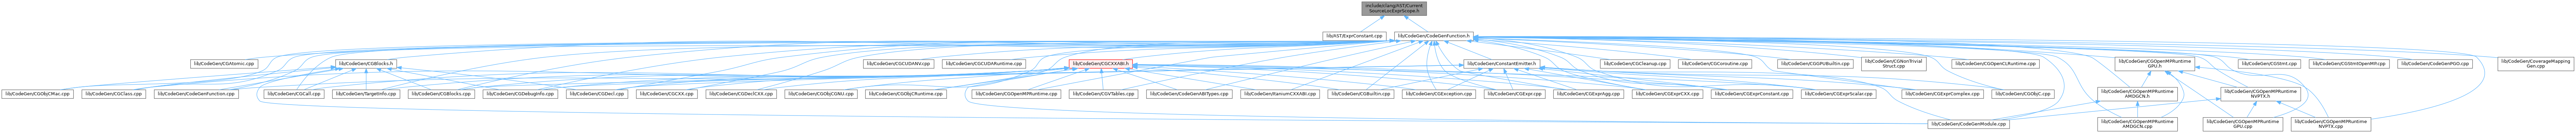 include/clang/AST/Current
SourceLocExprScope.h
lib/AST/ExprConstant.cpp
lib/CodeGen/CodeGenFunction.h
lib/CodeGen/CGAtomic.cpp
lib/CodeGen/CGBlocks.h
lib/CodeGen/CGCUDANV.cpp
lib/CodeGen/CGCUDARuntime.cpp
lib/CodeGen/CGCXXABI.h
lib/CodeGen/ConstantEmitter.h
lib/CodeGen/CGCleanup.cpp
lib/CodeGen/CGCoroutine.cpp
lib/CodeGen/CGGPUBuiltin.cpp
lib/CodeGen/CGNonTrivial
Struct.cpp
lib/CodeGen/CGOpenCLRuntime.cpp
lib/CodeGen/CGOpenMPRuntime
GPU.h
lib/CodeGen/CGStmt.cpp
lib/CodeGen/CGStmtOpenMP.cpp
lib/CodeGen/CodeGenPGO.cpp
lib/CodeGen/CoverageMapping
Gen.cpp
lib/CodeGen/CGObjCMac.cpp
lib/CodeGen/CGClass.cpp
lib/CodeGen/CodeGenFunction.cpp
lib/CodeGen/CGCall.cpp
lib/CodeGen/TargetInfo.cpp
lib/CodeGen/CGBlocks.cpp
lib/CodeGen/CGDebugInfo.cpp
lib/CodeGen/CGDecl.cpp
lib/CodeGen/CGCXX.cpp
lib/CodeGen/CGDeclCXX.cpp
lib/CodeGen/CGObjCGNU.cpp
lib/CodeGen/CGObjCRuntime.cpp
lib/CodeGen/CGOpenMPRuntime.cpp
lib/CodeGen/CGVTables.cpp
lib/CodeGen/CodeGenABITypes.cpp
lib/CodeGen/ItaniumCXXABI.cpp
lib/CodeGen/CGBuiltin.cpp
lib/CodeGen/CGException.cpp
lib/CodeGen/CGExpr.cpp
lib/CodeGen/CGExprAgg.cpp
lib/CodeGen/CGExprCXX.cpp
lib/CodeGen/CGExprConstant.cpp
lib/CodeGen/CGExprScalar.cpp
lib/CodeGen/CGExprComplex.cpp
lib/CodeGen/CGObjC.cpp
lib/CodeGen/CGOpenMPRuntime
AMDGCN.h
lib/CodeGen/CGOpenMPRuntime
NVPTX.h
lib/CodeGen/CodeGenModule.cpp
lib/CodeGen/CGOpenMPRuntime
AMDGCN.cpp
lib/CodeGen/CGOpenMPRuntime
GPU.cpp
lib/CodeGen/CGOpenMPRuntime
NVPTX.cpp